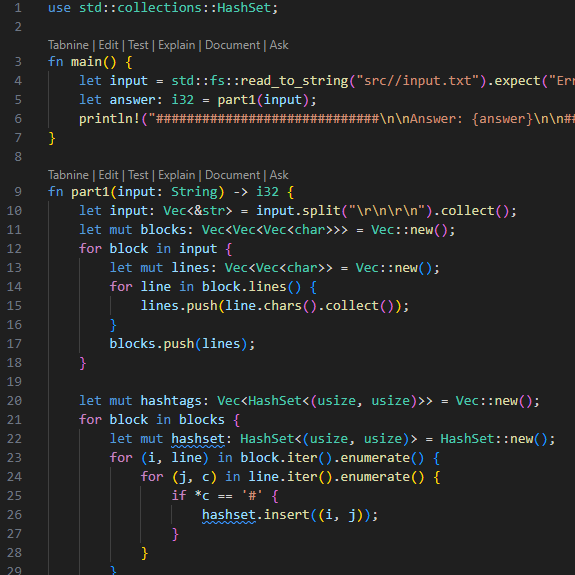 1 use std::collections::HashSet;
2
Tabnine | Edit | Test | Explain | Document | Ask
3 fn main() {
4     let input = std::fs::read_to_string("src//input.txt").expect("Err
5     let answer: i32 = part1(input);
6     println!("#############################\n\nAnswer: {answer}\n\n##
7 }
8
Tabnine | Edit | Test | Explain | Document | Ask
9 fn part1(input: String) -> i32 {
10     let input: Vec<&str> = input.split("\r\n\r\n").collect();
11     let mut blocks: Vec<Vec<Vec<char>>> = Vec::new();
12     for block in input {
13         let mut lines: Vec<Vec<char>> = Vec::new();
14         for line in block.lines() {
15             lines.push(line.chars().collect());
16         }
17         blocks.push(lines);
18     }
19
20     let mut hashtags: Vec<HashSet<(usize, usize)>> = Vec::new();
21     for block in blocks {
22         let mut hashset: HashSet<(usize, usize)> = HashSet::new();
23         for (i, line) in block.iter().enumerate() {
24             for (j, c) in line.iter().enumerate() {
25                 if *c == '#' {
26                     hashset.insert((i, j));
27                 }
28             }
29         }